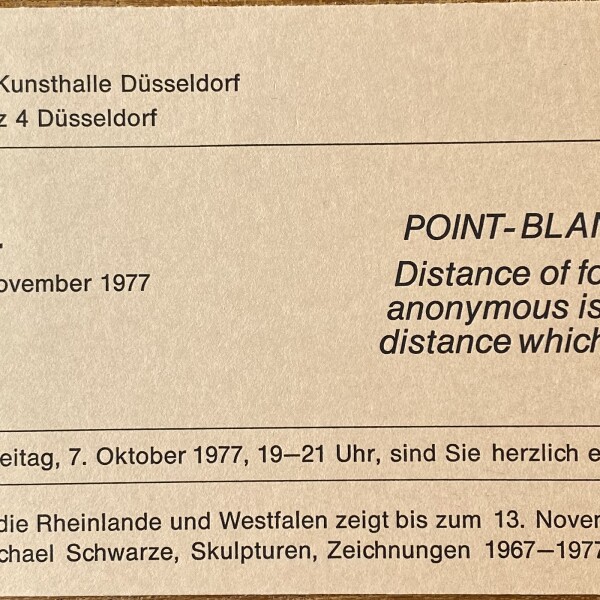 Kunsthalle Düsseldorf
z 4 Düsseldorf
POINT-BLAN
ovember 1977
Distance of fo
anonymous is
distance which
eitag, 7. Oktober 1977, 19–21 Uhr, sind Sie herzlich e
die Rheinlande und Westfalen zeigt bis zum 13. Novem
chael Schwarze, Skulpturen, Zeichnungen 1967–1977